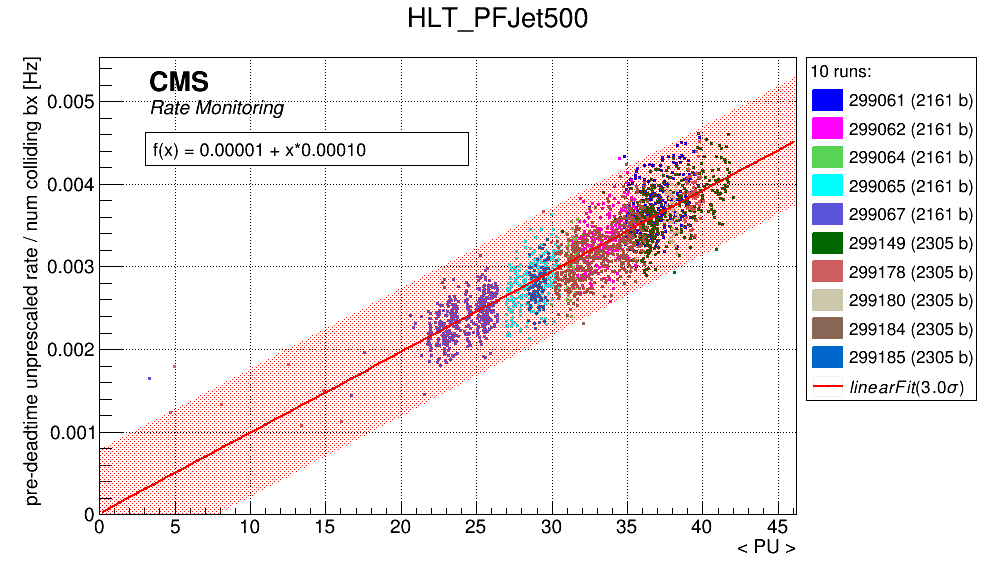 HLT_PFJet500
pre-deadtime unprescaled rate / num colliding bx [Hz]
CMS
Rate Monitoring
f(x) = 0.00001 + x*0.00010
0.005
0.004
0.003
0.002
0.001
0
0 5 10 15 20 25 30 35 40 45
< PU >
10 runs:
299061 (2161 b)
299062 (2161 b)
299064 (2161 b)
299065 (2161 b)
299067 (2161 b)
299149 (2305 b)
299178 (2305 b)
299180 (2305 b)
299184 (2305 b)
299185 (2305 b)
linearFit(3.0σ)